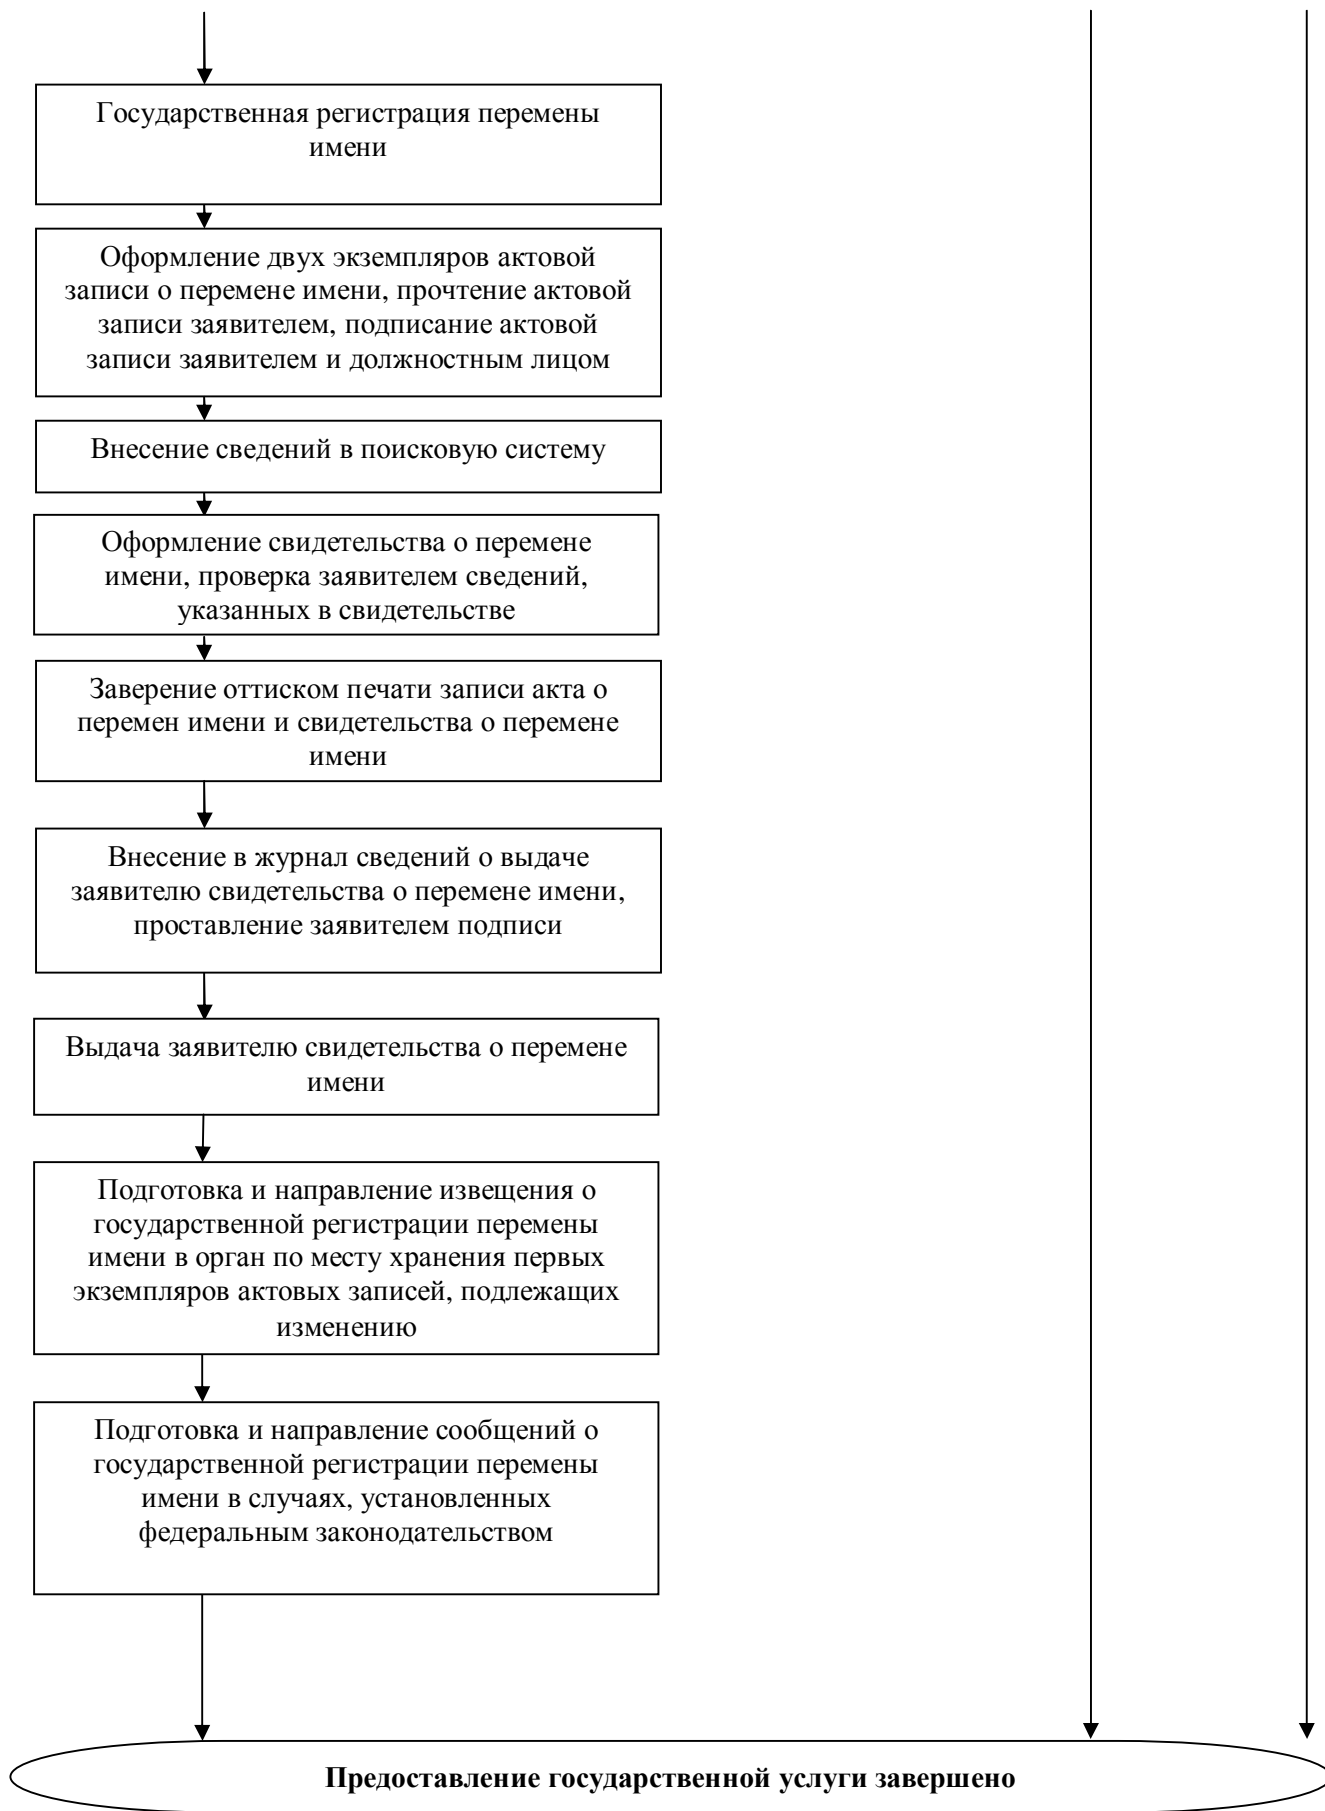 Государственная регистрация перемены
имени
Оформление двух экземпляров актовой
записи о перемене имени, прочтение актовой
записи заявителем, подписание актовой
записи заявителем и должностным лицом
Внесение сведений в поисковую систему
Оформление свидетельства о перемене
имени, проверка заявителем сведений,
указанных в свидетельстве
Заверение оттиском печати записи акта о
перемен имени и свидетельства о перемене
имени
Внесение в журнал сведений о выдаче
заявителю свидетельства о перемене имени,
проставление заявителем подписи
Выдача заявителю свидетельства о перемене
имени
Подготовка и направление извещения о
государственной регистрации перемены
имени в орган по месту хранения первых
экземпляров актовых записей, подлежащих
изменению
Подготовка и направление сообщений о
государственной регистрации перемены
имени в случаях, установленных
федеральным законодательством
Предоставление государственной услуги завершено